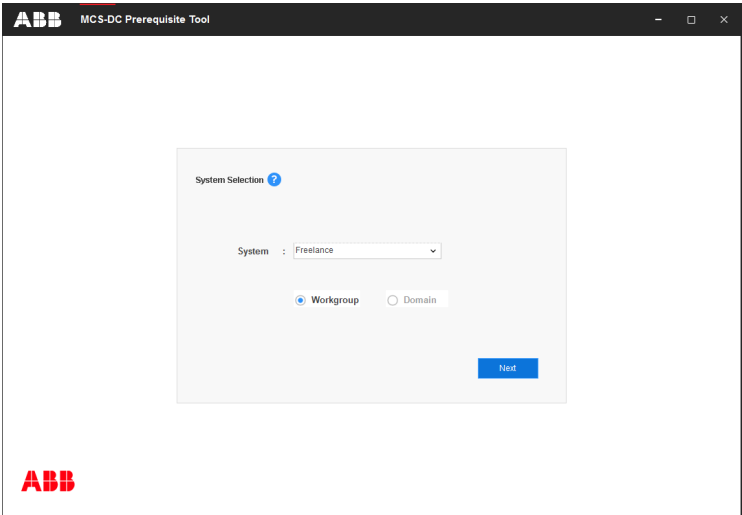 ABB MCS-DC Prerequisite Tool
System Selection ?
System : Freelance
Workgroup Domain
Next
ABB